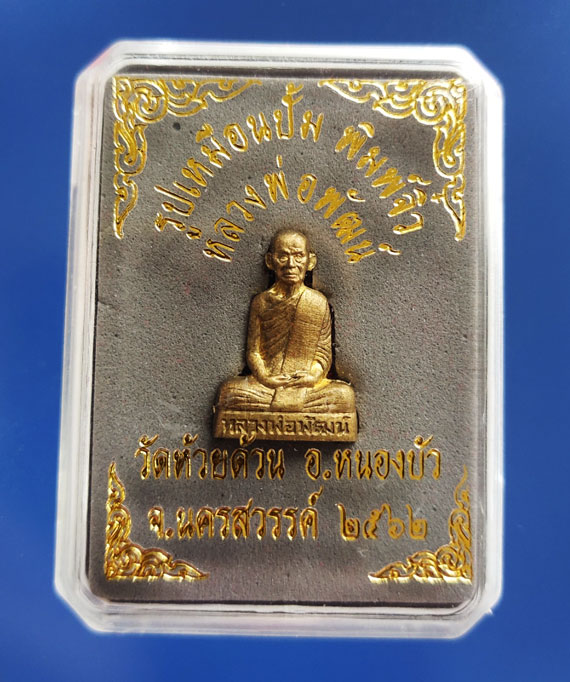 รูปเหมือนปั๊ม พิมพ์จิ๋ว
หลวงพ่อพัฒน์
หลวงพ่อพัฒน์
วัดห้วยด้วน อ.หนองบัว
จ.นครสวรรค์ ๒๕๖๒